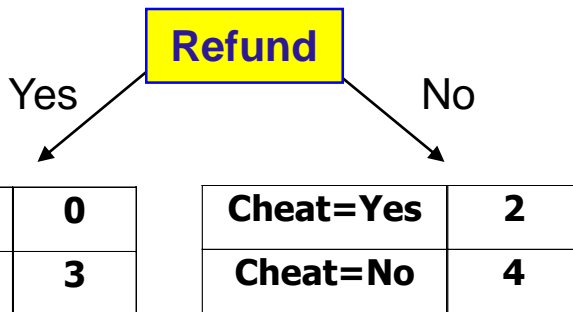 Refund
Yes No
0 Cheat=Yes 2
3 Cheat=No 4